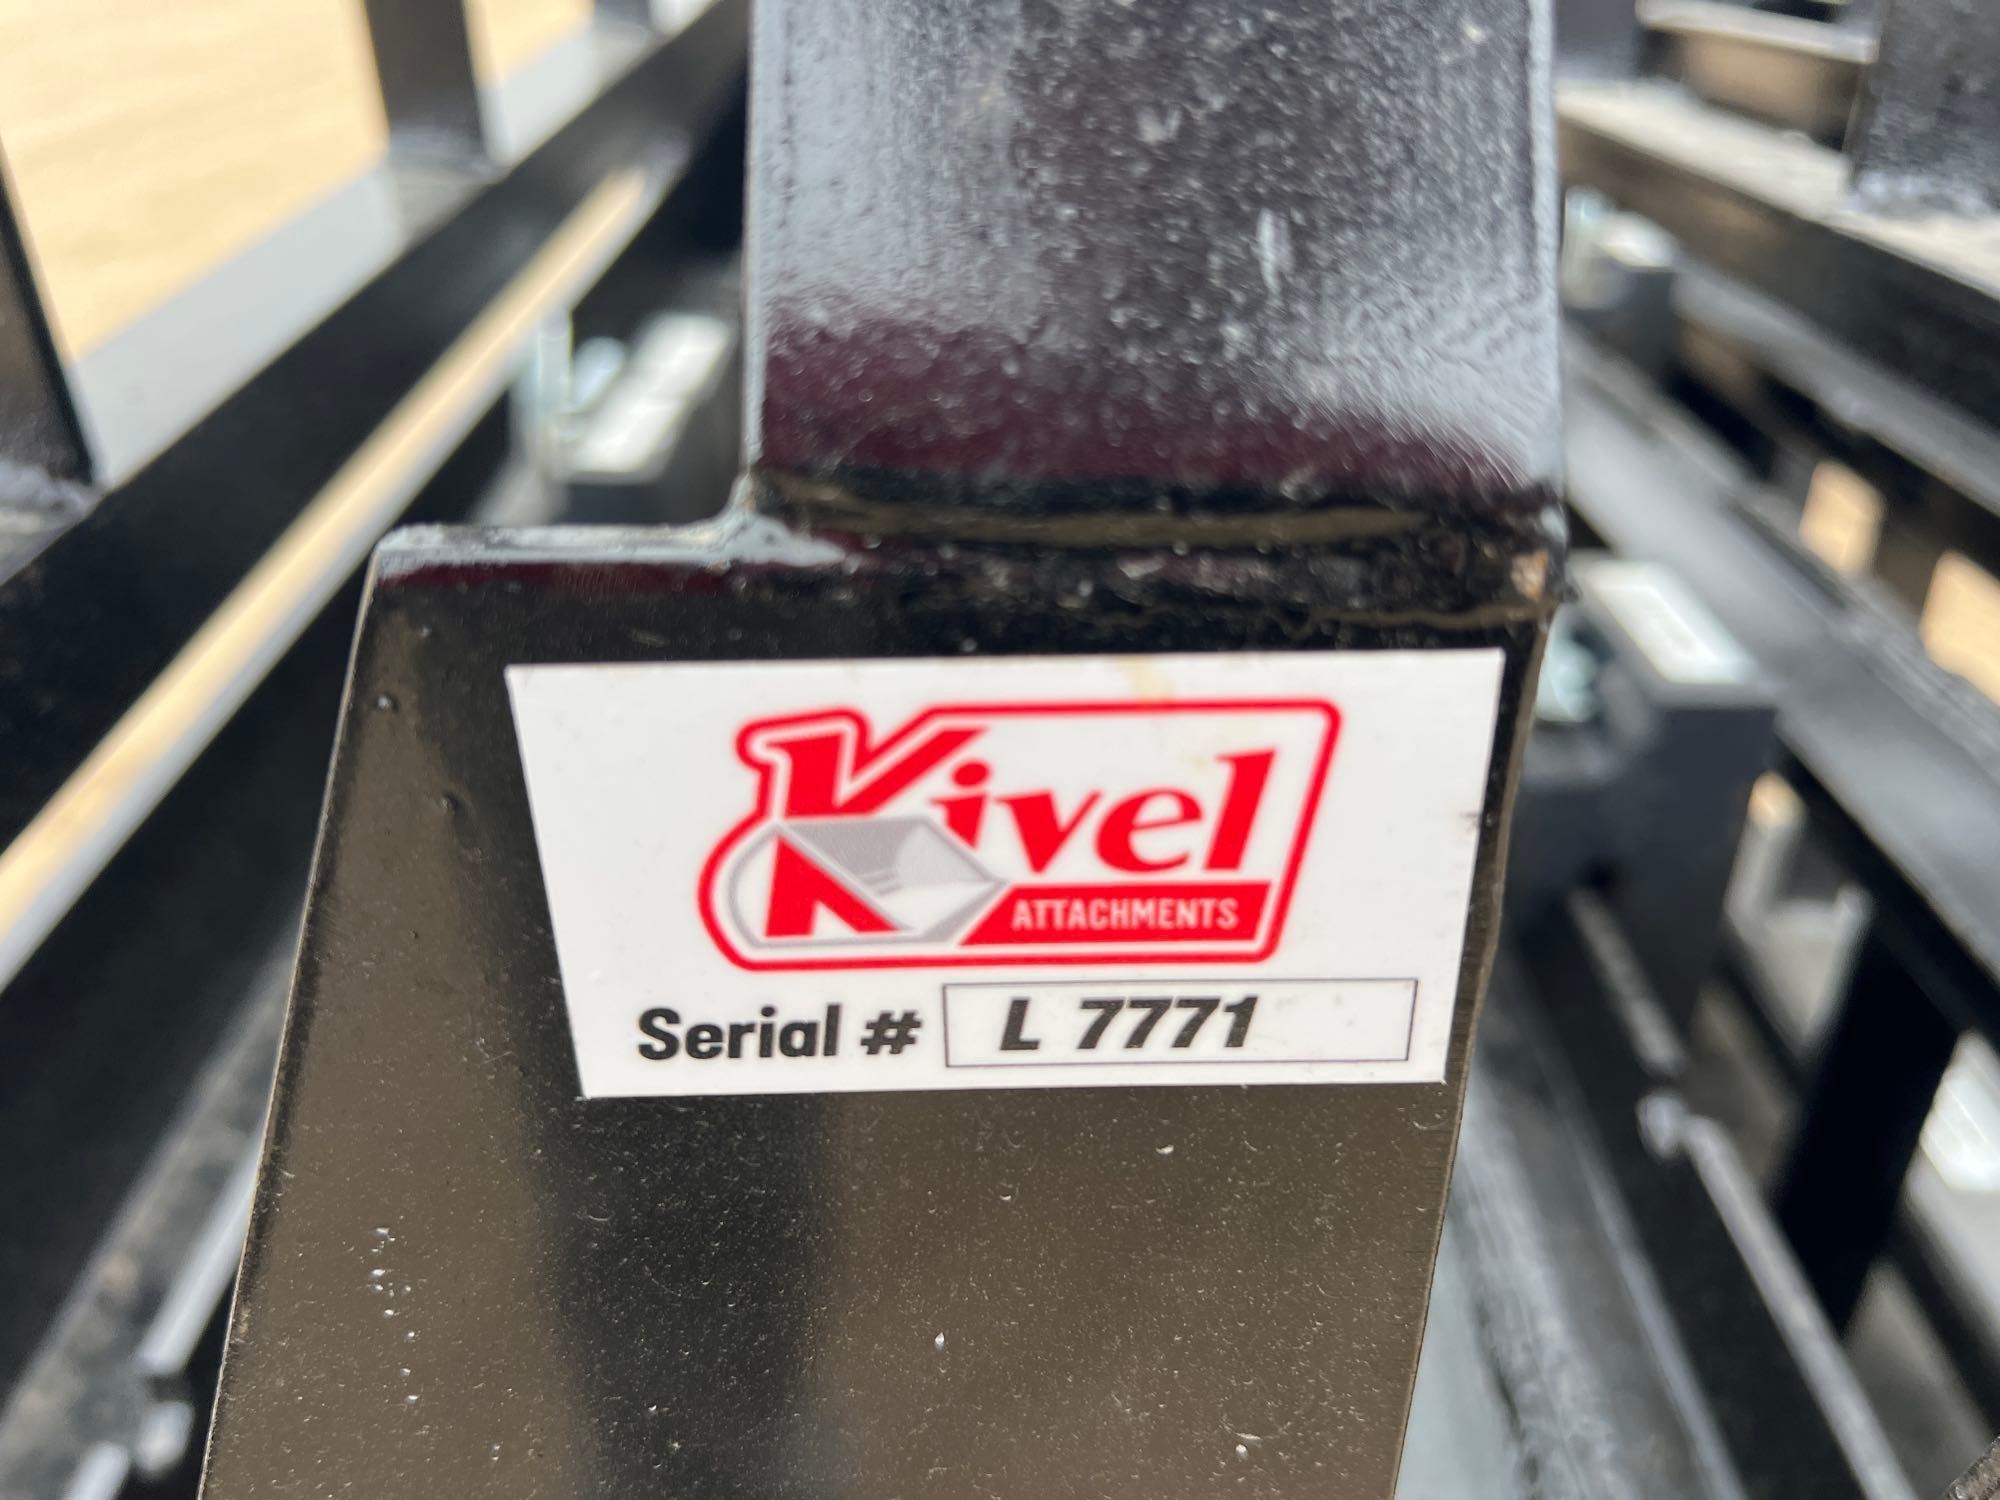 Kivel
ATTACHMENTS
Serial # L 7771